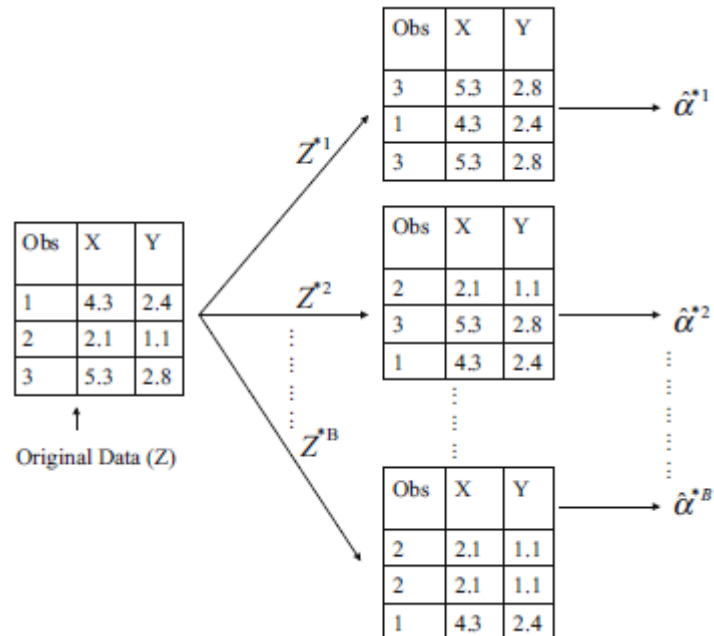 Obs X Y
3 5.3 2.8
1 4.3 2.4
3 5.3 2.8
α̂*1
Z*1
Obs X Y
1 4.3 2.4
2 2.1 1.1
3 5.3 2.8
Original Data (Z)
Z*2
Obs X Y
2 2.1 1.1
3 5.3 2.8
1 4.3 2.4
α̂*2
Z*B
Obs X Y
2 2.1 1.1
2 2.1 1.1
1 4.3 2.4
α̂*B